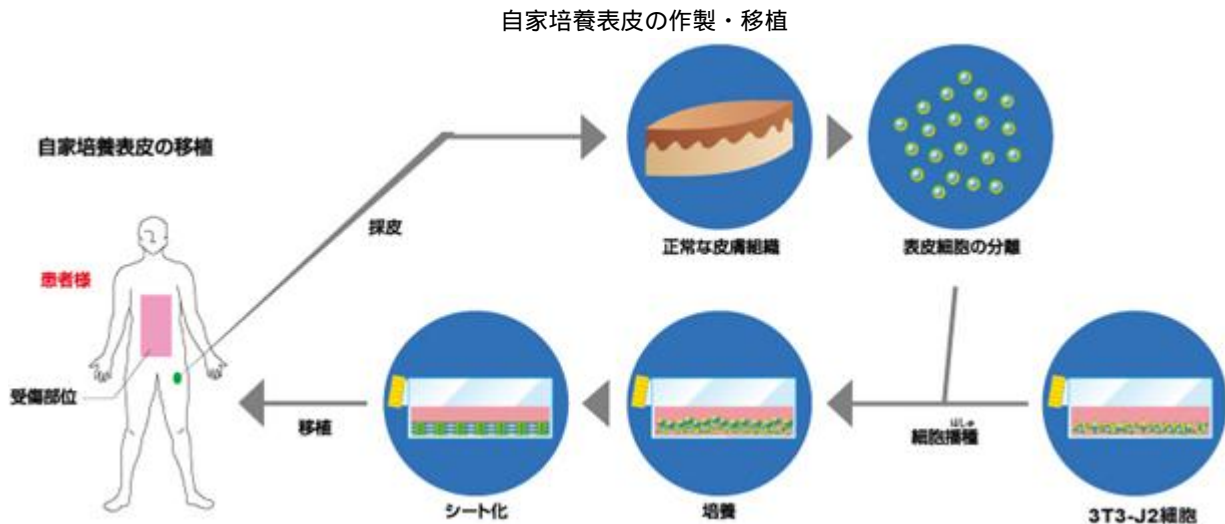 自家培養表皮の作製・移植
自家培養表皮の移植
採皮
正常な皮膚組織
表皮細胞の分離
患者様
受傷部位
移植
シート化
培養
はしゅ
細胞播種
3T3-J2細胞